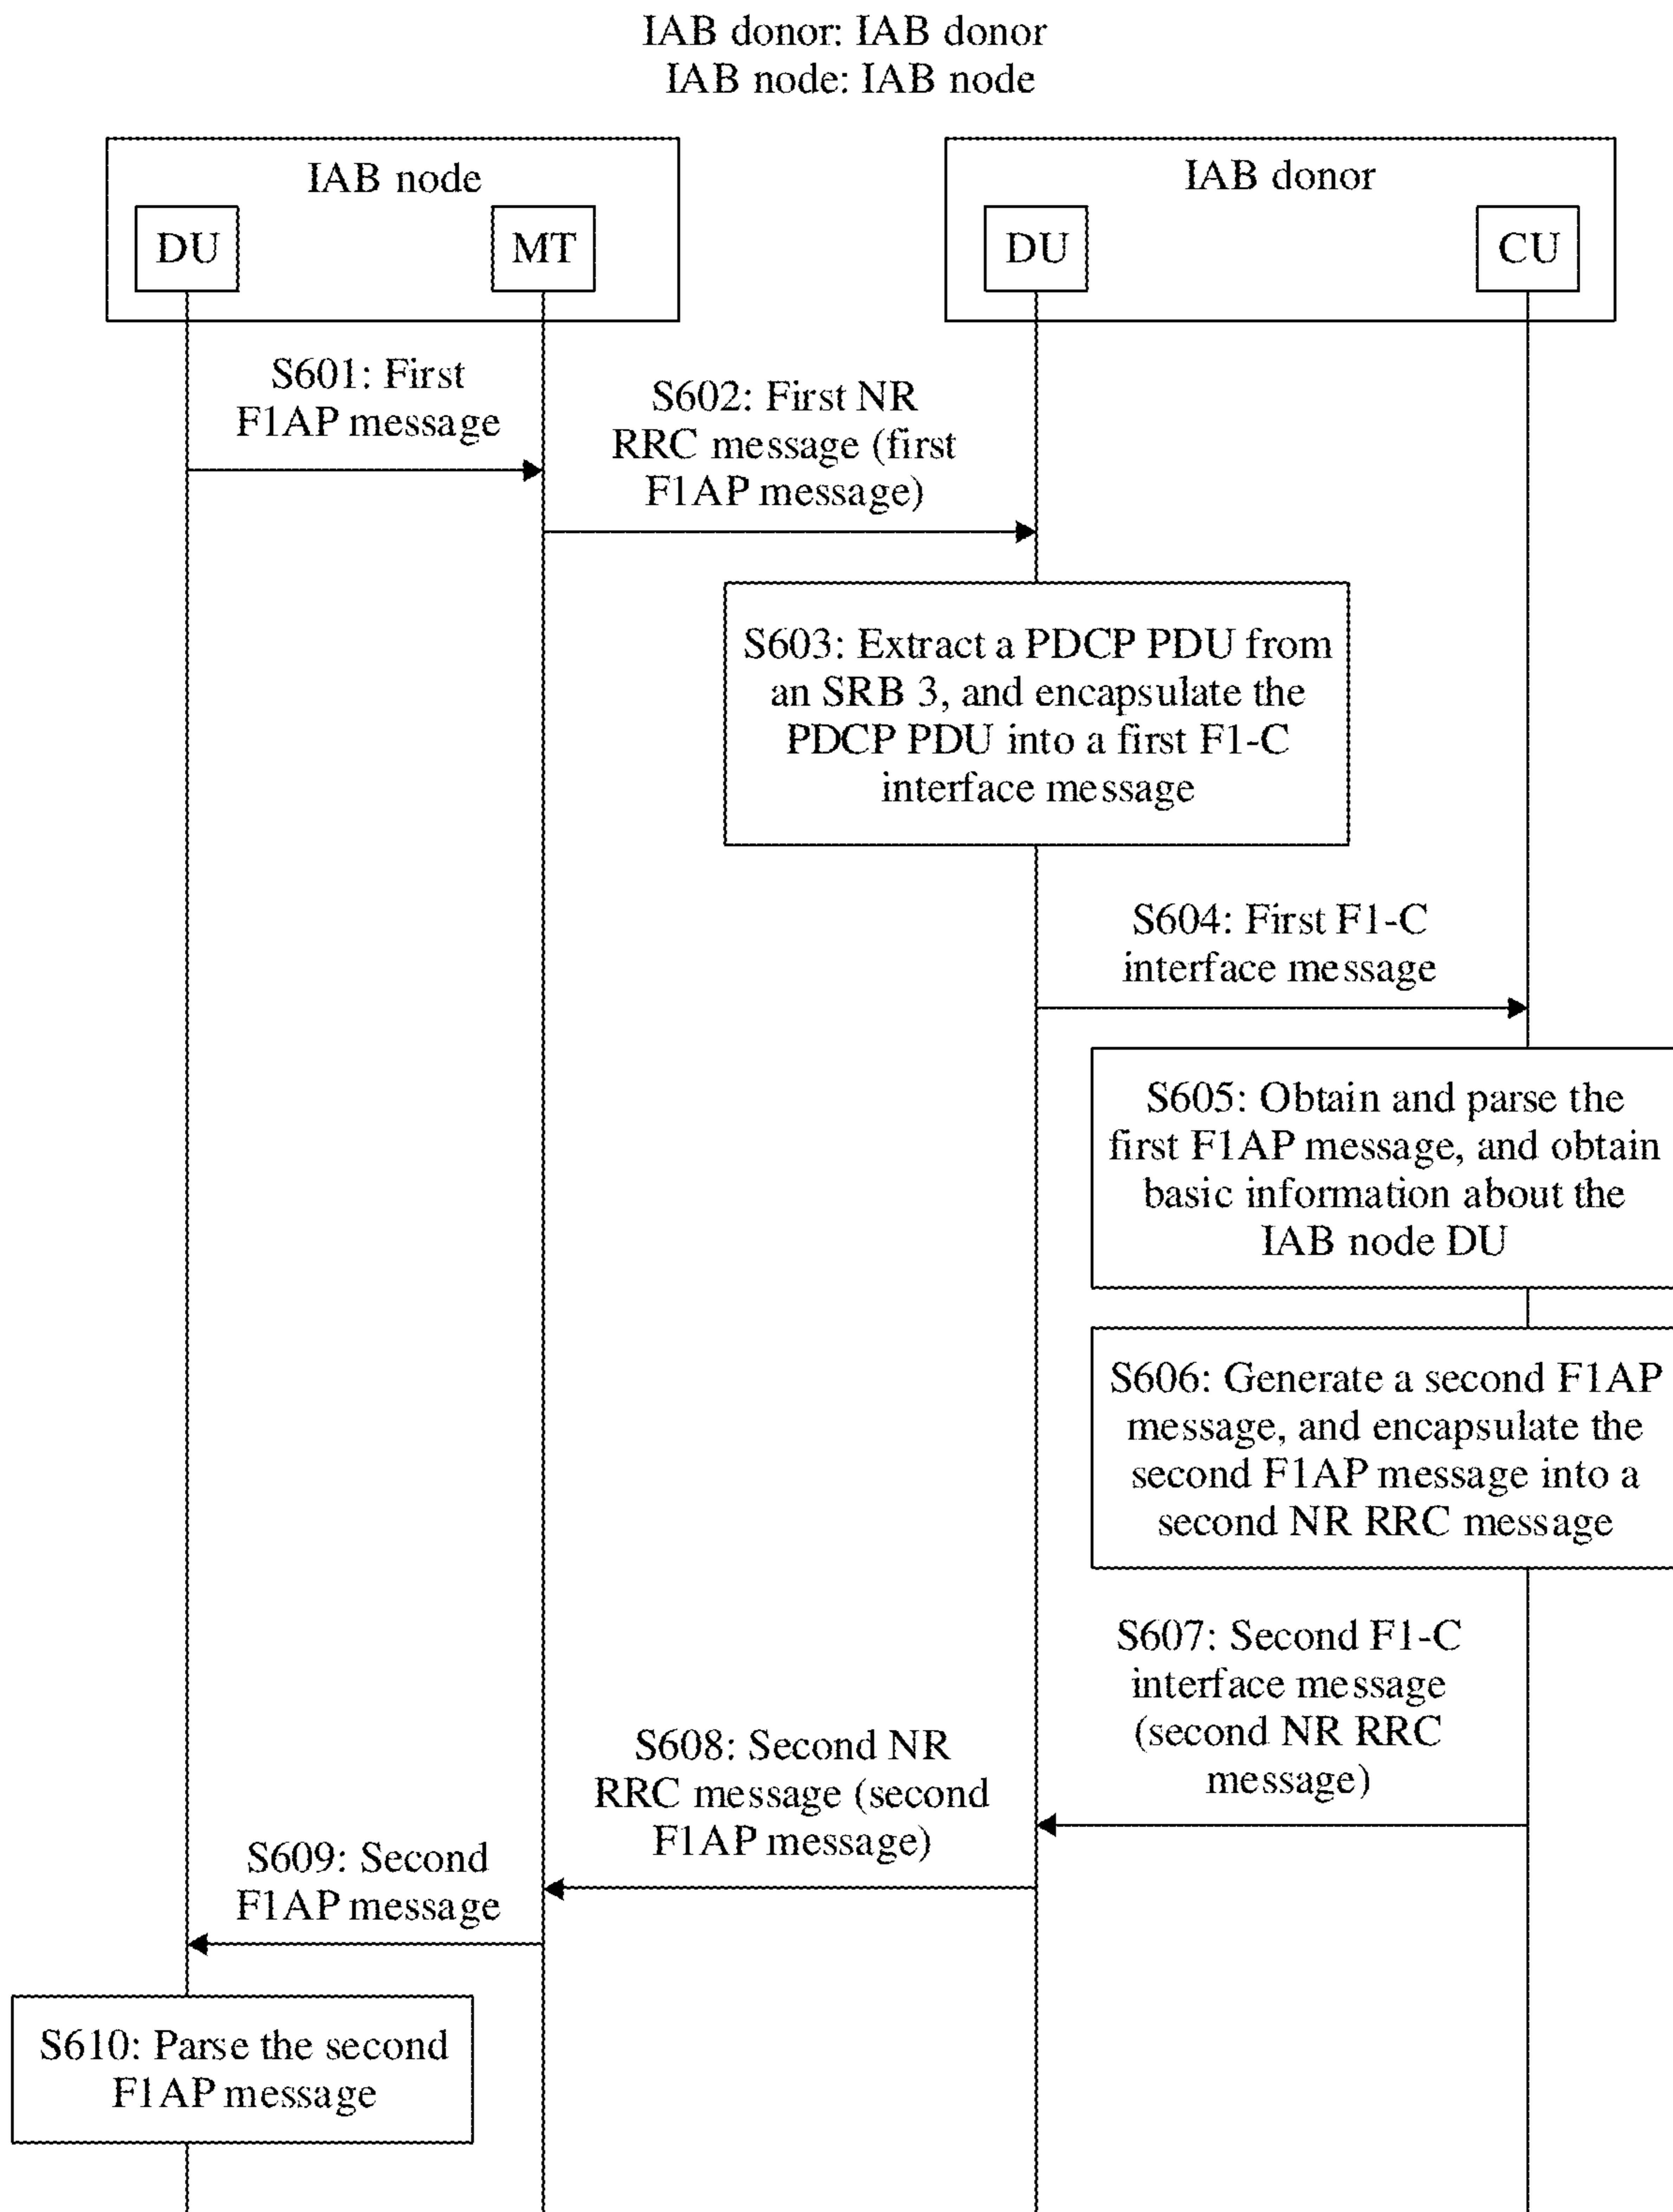 IAB donor: IAB donor
IAB node: IAB node
IAB node
IAB donor
DU
MT
DU
CU
S601: First
F1AP message
S602: First NR
RRC message (first
F1AP message)
S603: Extract a PDCP PDU from
an SRB 3, and encapsulate the
PDCP PDU into a first F1-C
interface message
S604: First F1-C
interface message
S605: Obtain and parse the
first F1AP message, and obtain
basic information about the
IAB node DU
S606: Generate a second F1AP
message, and encapsulate the
second F1AP message into a
second NR RRC message
S607: Second F1-C
interface message
(second NR RRC
message)
S608: Second NR
RRC message (second
F1AP message)
S609: Second
F1AP message
S610: Parse the second
F1AP message